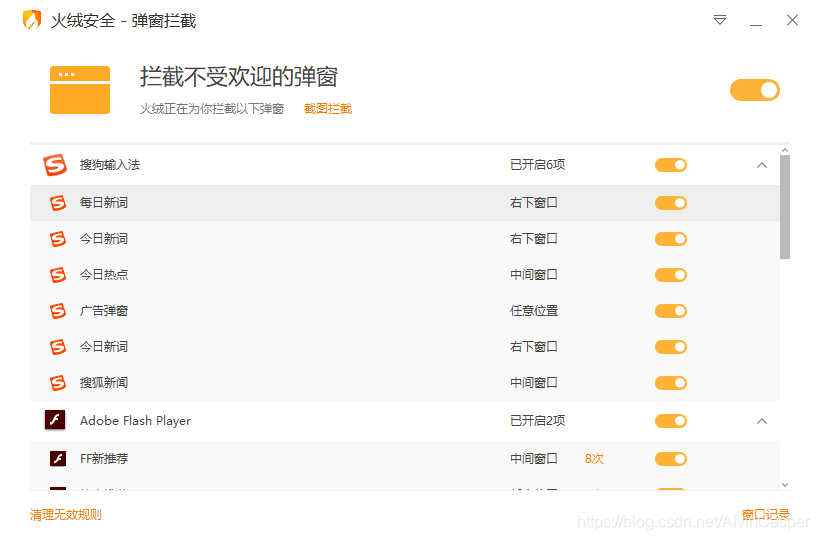 火绒安全 - 弹窗拦截
拦截不受欢迎的弹窗
火绒正在为你拦截以下弹窗 截图拦截
搜狗输入法 已开启6项
每日新词 右下窗口
今日新词 右下窗口
今日热点 中间窗口
广告弹窗 任意位置
今日新词 右下窗口
搜狐新闻 中间窗口
Adobe Flash Player 已开启2项
FF新推荐 中间窗口 8次
清理无效规则 窗口记录
https://blog.csdn.net/AlvinCasper